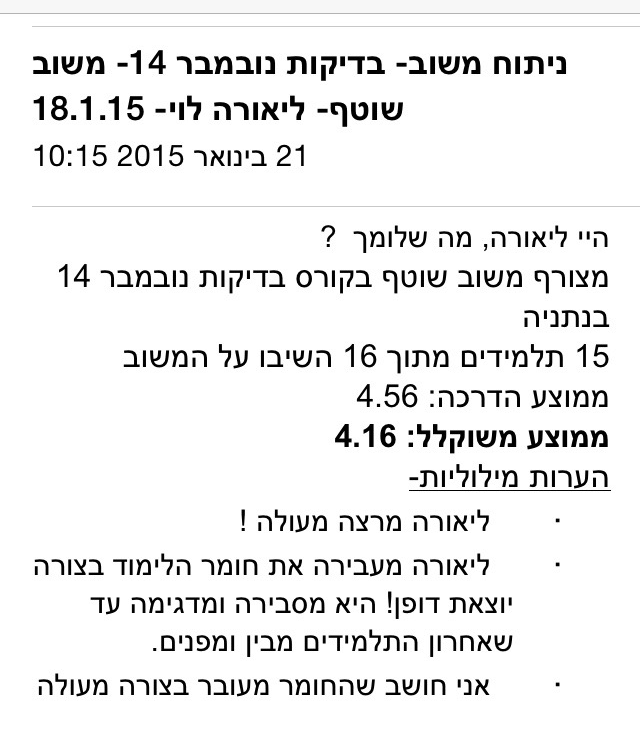 ניתוח משוב- בדיקות נובמבר 14- משוב
שוטף- ליאורה לוי- 18.1.15
21 בינואר 2015 10:15
היי ליאורה, מה שלומך ?
מצורף משוב שוטף בקורס בדיקות נובמבר 14
בנתניה
15 תלמידים מתוך 16 השיבו על המשוב
ממוצע הדרכה: 4.56
ממוצע משוקלל: 4.16
הערות מילוליות-
· ליאורה מרצה מעולה !
· ליאורה מעבירה את חומר הלימוד בצורה
יוצאת דופן! היא מסבירה ומדגימה עד
שאחרון התלמידים מבין ומפנים.
· אני חושב שהחומר מעובר בצורה מעולה